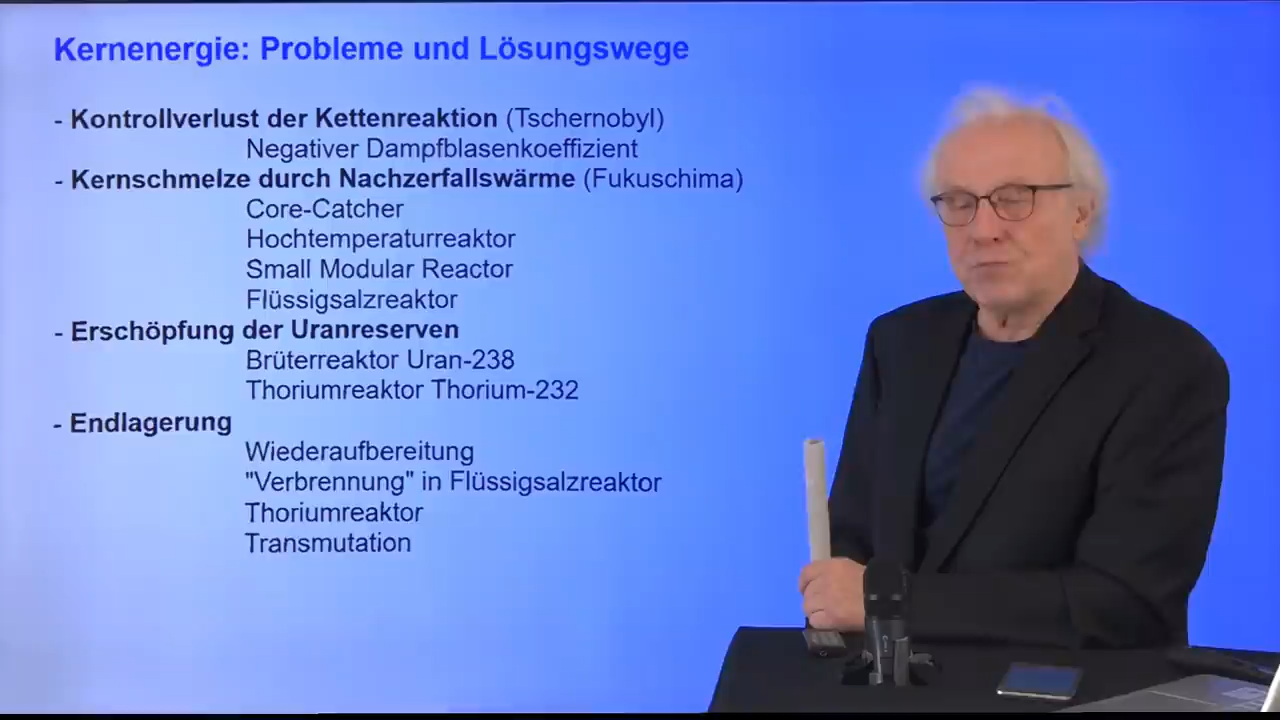 Kernenergie: Probleme und Lösungswege
- Kontrollverlust der Kettenreaktion (Tschernobyl)
Negativer Dampfblasenkoeffizient
- Kernschmelze durch Nachzerfallswärme (Fukuschima)
Core-Catcher
Hochtemperaturreaktor
Small Modular Reactor
Flüssigsalzreaktor
- Erschöpfung der Uranreserven
Brüterreaktor Uran-238
Thoriumreaktor Thorium-232
- Endlagerung
Wiederaufbereitung
"Verbrennung" in Flüssigsalzreaktor
Thoriumreaktor
Transmutation